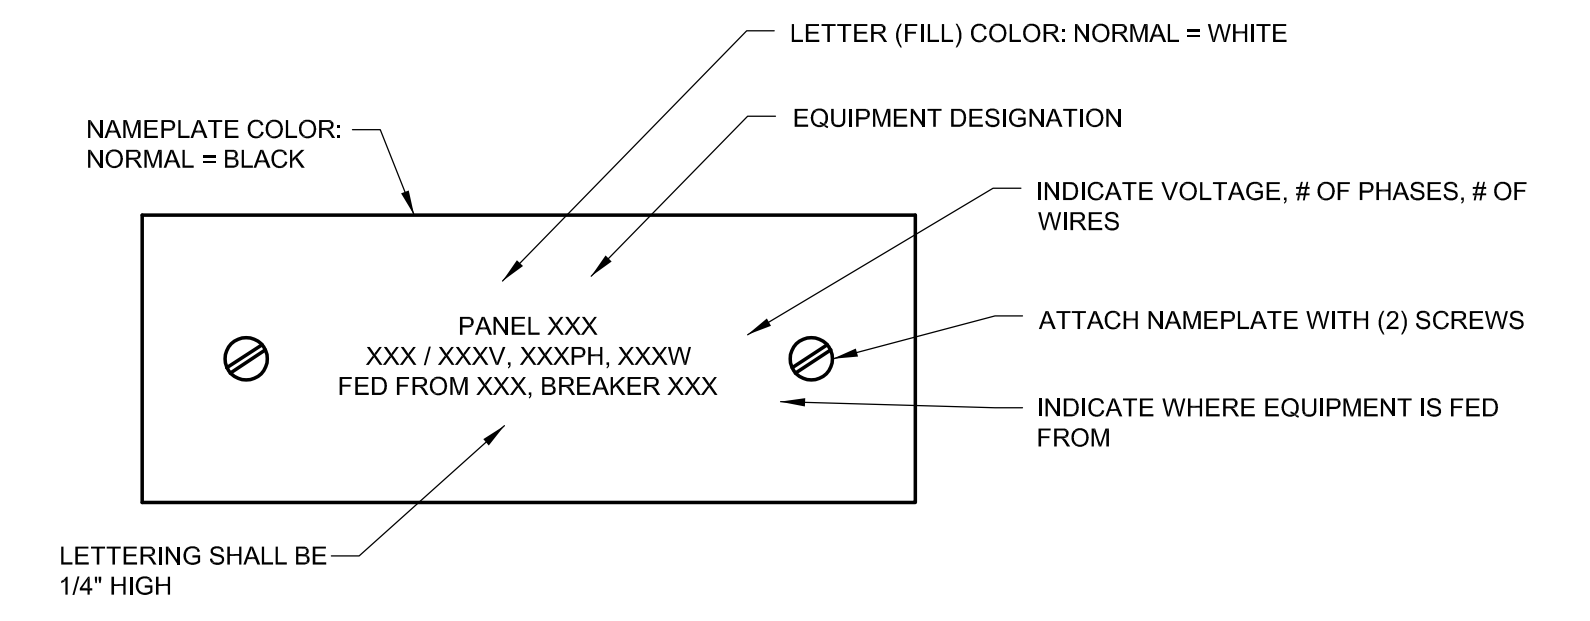 LETTER (FILL) COLOR: NORMAL = WHITE
EQUIPMENT DESIGNATION
NAMEPLATE COLOR:
NORMAL = BLACK
INDICATE VOLTAGE, # OF PHASES, # OF
WIRES
ATTACH NAMEPLATE WITH (2) SCREWS
PANEL XXX
XXX / XXXV, XXXPH, XXXW
FED FROM XXX, BREAKER XXX
INDICATE WHERE EQUIPMENT IS FED
FROM
LETTERING SHALL BE
1/4" HIGH